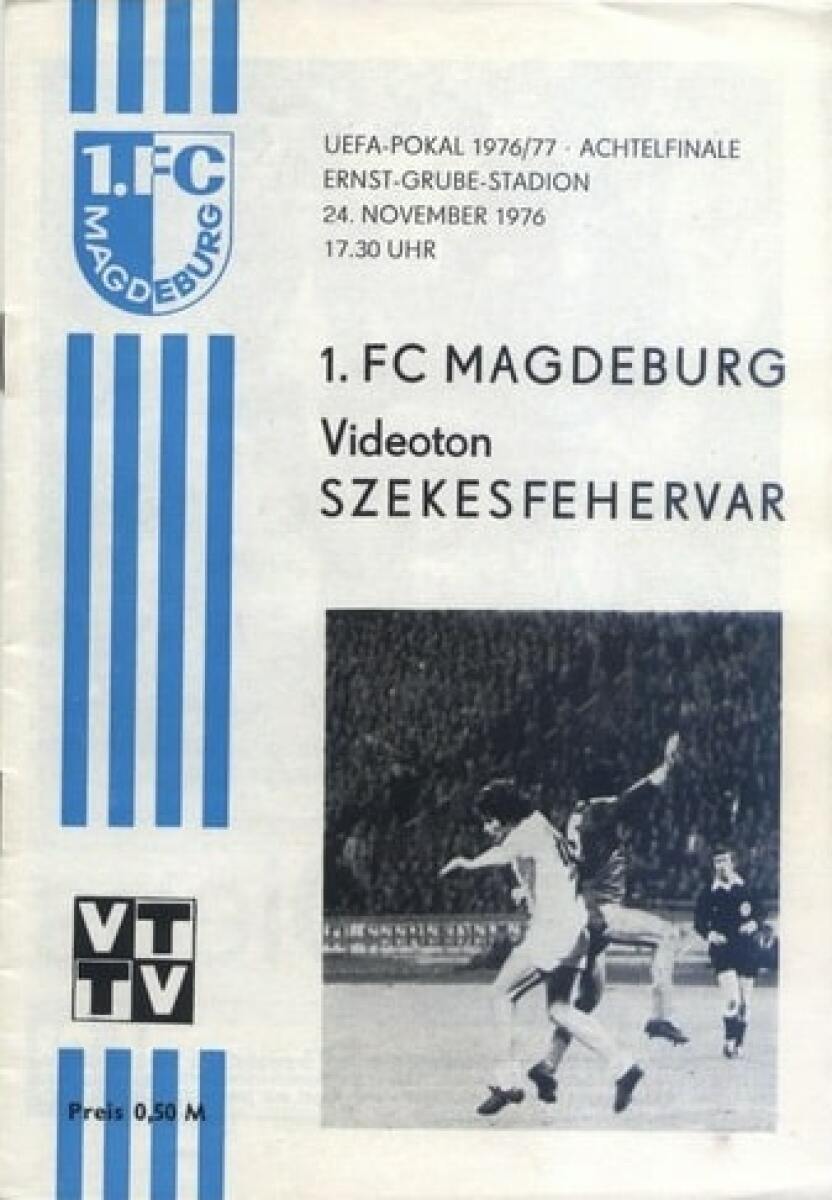 1.FC
MAGDEBURG
UEFA-POKAL 1976/77 · ACHTELFINALE
ERNST-GRUBE-STADION
24. NOVEMBER 1976
17.30 UHR
1. FC MAGDEBURG
Videoton
SZEKESFEHERVAR
VT
TV
Preis 0,50 M